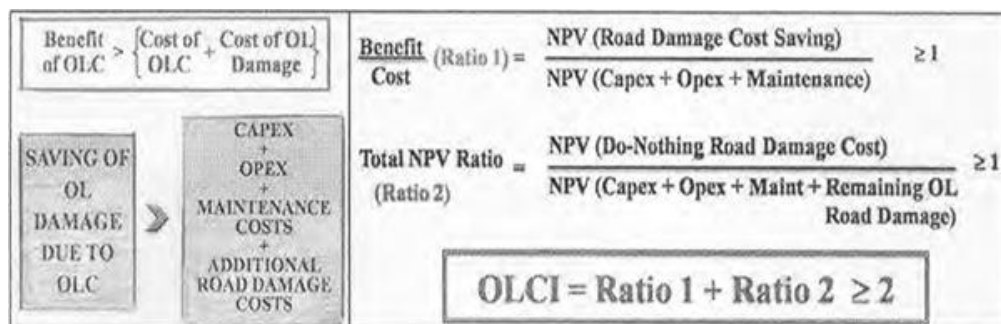 Benefit of OLC > {Cost of OLC + Cost of OL Damage}
SAVING OF
OL
DAMAGE
DUE TO
OLC
CAPEX
+
OPEX
+
MAINTENANCE
COSTS
+
ADDITIONAL
ROAD DAMAGE
COSTS
Benefit/Cost (Ratio 1) = NPV (Road Damage Cost Saving) / NPV (Capex + Opex + Maintenance) ≥ 1
Total NPV Ratio (Ratio 2) = NPV (Do-Nothing Road Damage Cost) / NPV (Capex + Opex + Maint + Remaining OL Road Damage) ≥ 1
OLCI = Ratio 1 + Ratio 2 ≥ 2